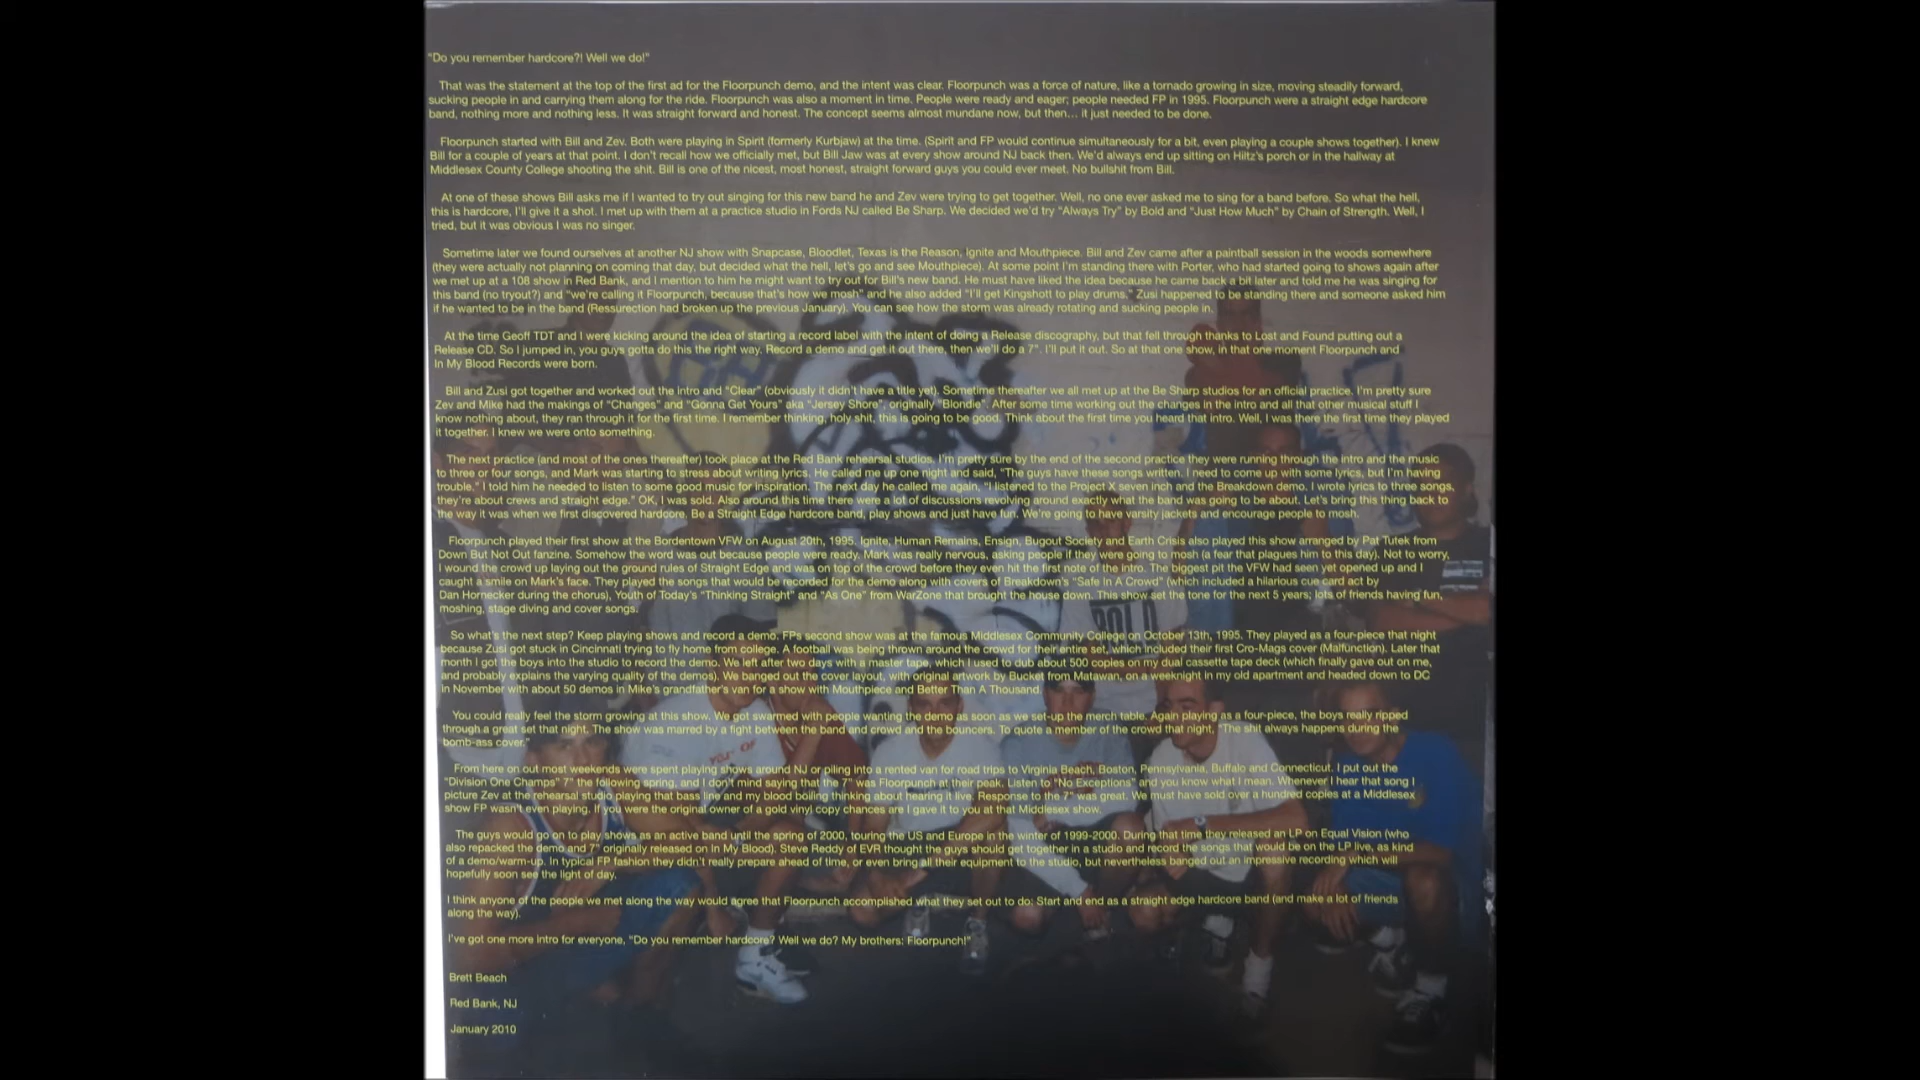 "Do you remember hardcore?! Well we do!"
That was the statement at the top of the first ad for the Floorpunch demo, and the intent was clear. Floorpunch was a force of nature, like a tornado growing in size, moving steadily forward,
sucking people in and carrying them along for the ride. Floorpunch was also a moment in time. People were ready and eager; people needed FP in 1995. Floorpunch were a straight edge hardcore
band, nothing more and nothing less. It was straight forward and honest. The concept seems almost mundane now, but then... it just needed to be done.
Floorpunch started with Bill and Zev. Both were playing in Spirit (formerly Kurbjaw) at the time. (Spirit and FP would continue simultaneously for a bit, even playing a couple shows together). I knew
Bill for a couple of years at that point. I don't recall how we officially met, but Bill Jaw was at every show around NJ back then. We'd always end up sitting on Hiltz's porch or in the hallway at
Middlesex County College shooting the shit. Bill is one of the nicest, most honest, straight forward guys you could ever meet. No bullshit from Bill.
At one of these shows Bill asks me if I wanted to try out singing for this new band he and Zev were trying to get together. Well, no one ever asked me to sing for a band before. So what the hell,
this is hardcore, I'll give it a shot. I met up with them at a practice studio in Fords NJ called Be Sharp. We decided we'd try "Always Try" by Bold and "Just How Much" by Chain of Strength. Well, I
tried, but it was obvious I was no singer.
Sometime later we found ourselves at another NJ show with Snapcase, Bloodlet, Texas is the Reason, Ignite and Mouthpiece. Bill and Zev came after a paintball session in the woods somewhere
(they were actually not planning on coming that day, but decided what the hell, let's go and see Mouthpiece). At some point I'm standing there with Porter, who had started going to shows again after
we met up at a 108 show in Red Bank, and I mention to him he might want to try out for Bill's new band. He must have liked the idea because he came back a bit later and told me he was singing for
this band (no tryout?) and "we're calling it Floorpunch, because that's how we mosh" and he also added "I'll get Kingshott to play drums." Zusi happened to be standing there and someone asked him
if he wanted to be in the band (Ressurection had broken up the previous January). You can see how the storm was already rotating and sucking people in.
At the time Geoff TDT and I were kicking around the idea of starting a record label with the intent of doing a Release discography, but that fell through thanks to Lost and Found putting out a
Release CD. So I jumped in, you guys gotta do this the right way. Record a demo and get it out there, then we'll do a 7". I'll put it out. So at that one show, in that one moment Floorpunch and
In My Blood Records were born.
Bill and Zusi got together and worked out the intro and "Clear" (obviously it didn't have a title yet). Sometime thereafter we all met up at the Be Sharp studios for an official practice. I'm pretty sure
Zev and Mike had the makings of "Changes" and "Gonna Get Yours" aka "Jersey Shore", originally "Blondie". After some time working out the changes in the intro and all that other musical stuff I
know nothing about, they ran through it for the first time. I remember thinking, holy shit, this is going to be good. Think about the first time you heard that intro. Well, I was there the first time they played
it together. I knew we were onto something.
The next practice (and most of the ones thereafter) took place at the Red Bank rehearsal studios. I'm pretty sure by the end of the second practice they were running through the intro and the music
to three or four songs, and Mark was starting to stress about writing lyrics. He called me up one night and said, "The guys have these songs written. I need to come up with some lyrics, but I'm having
trouble." I told him he needed to listen to some good music for inspiration. The next day he called me again, "I listened to the Project X seven inch and the Breakdown demo. I wrote lyrics to three songs,
they're about crews and straight edge." OK, I was sold. Also around this time there were a lot of discussions revolving around exactly what the band was going to be about. Let's bring this thing back to
the way it was when we first discovered hardcore. Be a Straight Edge hardcore band, play shows and just have fun. We're going to have varsity jackets and encourage people to mosh.
Floorpunch played their first show at the Bordentown VFW on August 20th, 1995. Ignite, Human Remains, Ensign, Bugout Society and Earth Crisis also played this show arranged by Pat Tutek from
Down But Not Out fanzine. Somehow the word was out because people were ready. Mark was really nervous, asking people if they were going to mosh (a fear that plagues him to this day). Not to worry,
I wound the crowd up laying out the ground rules of Straight Edge and was on top of the crowd before they even hit the first note of the intro. The biggest pit the VFW had seen yet opened up and I
caught a smile on Mark's face. They played the songs that would be recorded for the demo along with covers of Breakdown's "Safe In A Crowd" (which included a hilarious cue card act by
Dan Hornecker during the chorus), Youth of Today's "Thinking Straight" and "As One" from WarZone that brought the house down. This show set the tone for the next 5 years; lots of friends having fun,
moshing, stage diving and cover songs.
So what's the next step? Keep playing shows and record a demo. FPs second show was at the famous Middlesex Community College on October 13th, 1995. They played as a four-piece that night
because Zusi got stuck in Cincinnati trying to fly home from college. A football was being thrown around the crowd for their entire set, which included their first Cro-Mags cover (Malfunction). Later that
month I got the boys into the studio to record the demo. We left after two days with a master tape, which I used to dub about 500 copies on my dual cassette tape deck (which finally gave out on me,
and probably explains the varying quality of the demos). We banged out the cover layout, with original artwork by Bucket from Matawan, on a weeknight in my old apartment and headed down to DC
in November with about 50 demos in Mike's grandfather's van for a show with Mouthpiece and Better Than A Thousand.
You could really feel the storm growing at this show. We got swarmed with people wanting the demo as soon as we set-up the merch table. Again playing as a four-piece, the boys really ripped
through a great set that night. The show was marred by a fight between the band and crowd and the bouncers. To quote a member of the crowd that night, "The shit always happens during the
bomb-ass cover."
From here on out most weekends were spent playing shows around NJ or piling into a rented van for road trips to Virginia Beach, Boston, Pennsylvania, Buffalo and Connecticut. I put out the
"Division One Champs" 7" the following spring, and I don't mind saying that the 7" was Floorpunch at their peak. Listen to "No Exceptions" and you know what I mean. Whenever I hear that song I
picture Zev at the rehearsal studio playing that bass line and my blood boiling thinking about hearing it live. Response to the 7" was great. We must have sold over a hundred copies at a Middlesex
show FP wasn't even playing. If you were the original owner of a gold vinyl copy chances are I gave it to you at that Middlesex show.
The guys would go on to play shows as an active band until the spring of 2000, touring the US and Europe in the winter of 1999-2000. During that time they released an LP on Equal Vision (who
also repacked the demo and 7" originally released on In My Blood). Steve Reddy of EVR thought the guys should get together in a studio and record the songs that would be on the LP live, as kind
of a demo/warm-up. In typical FP fashion they didn't really prepare ahead of time, or even bring all their equipment to the studio, but nevertheless banged out an impressive recording which will
hopefully soon see the light of day.
I think anyone of the people we met along the way would agree that Floorpunch accomplished what they set out to do: Start and end as a straight edge hardcore band (and make a lot of friends
along the way).
I've got one more intro for everyone, "Do you remember hardcore? Well we do? My brothers: Floorpunch!"
Brett Beach
Red Bank, NJ
January 2010
BOLD